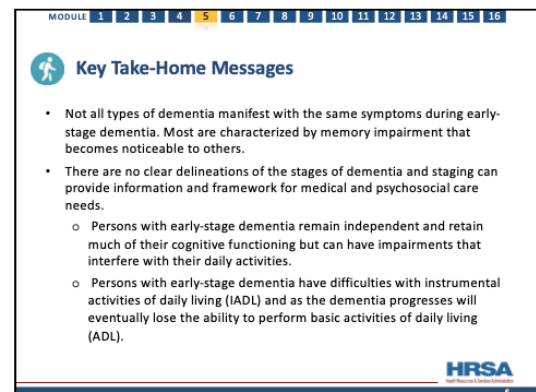 MODULE 1 2 3 4 5 6 7 8 9 10 11 12 13 14 15 16
Key Take-Home Messages
• Not all types of dementia manifest with the same symptoms during early-
stage dementia. Most are characterized by memory impairment that
becomes noticeable to others.
• There are no clear delineations of the stages of dementia and staging can
provide information and framework for medical and psychosocial care
needs.
o Persons with early-stage dementia remain independent and retain
much of their cognitive functioning but can have impairments that
interfere with their daily activities.
o Persons with early-stage dementia have difficulties with instrumental
activities of daily living (IADL) and as the dementia progresses will
eventually lose the ability to perform basic activities of daily living
(ADL).
HRSA
Health Resources & Services Administration